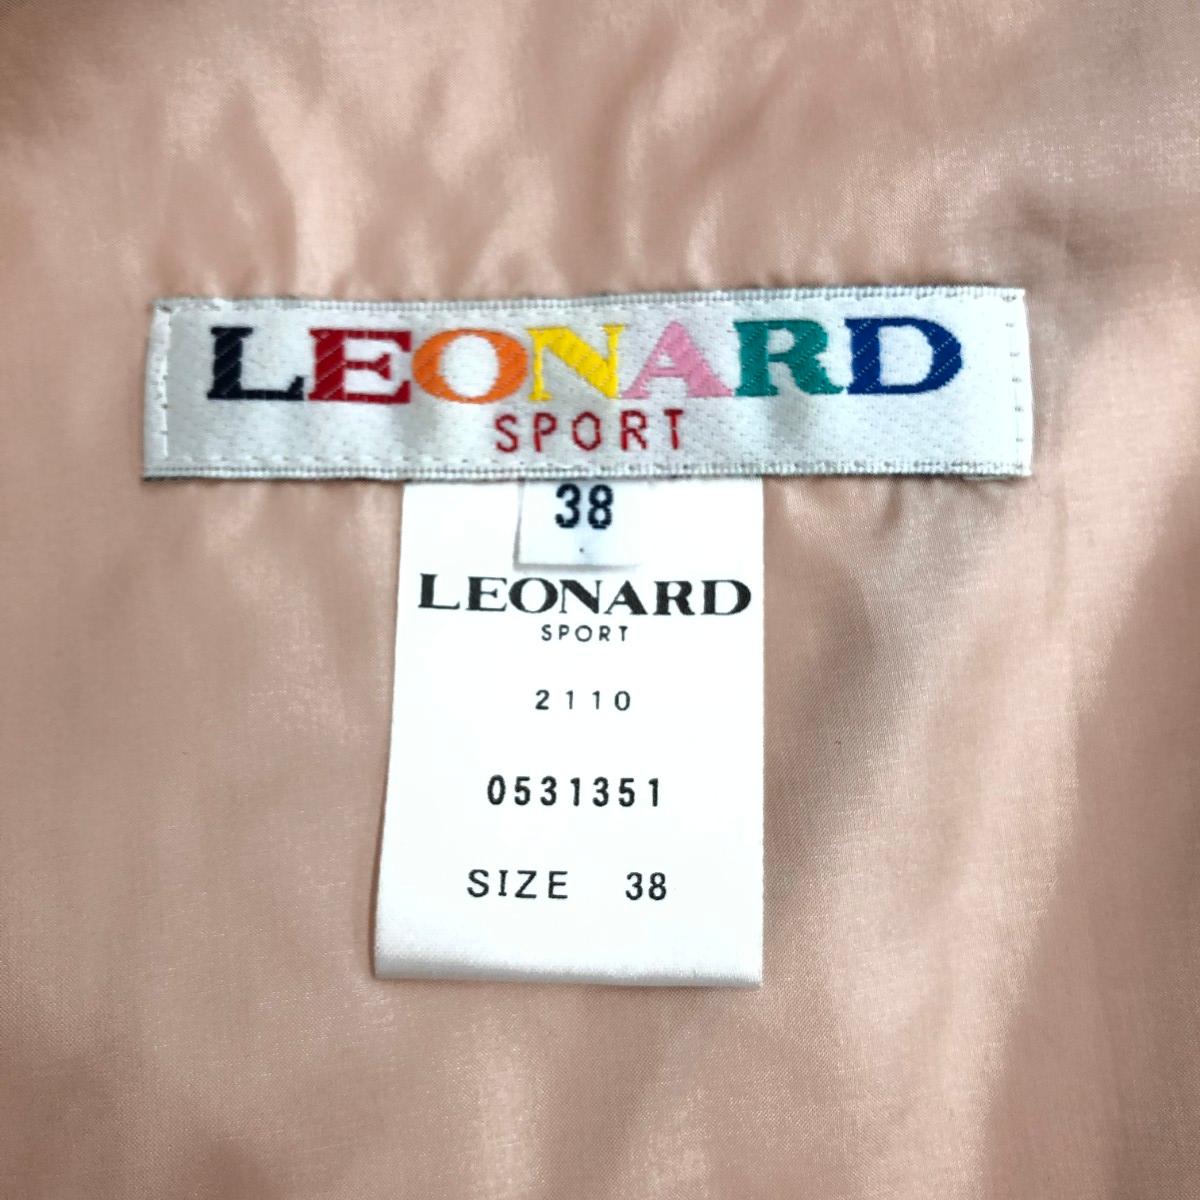 LEONARD
SPORT
38
LEONARD
SPORT
2110
0531351
SIZE 38